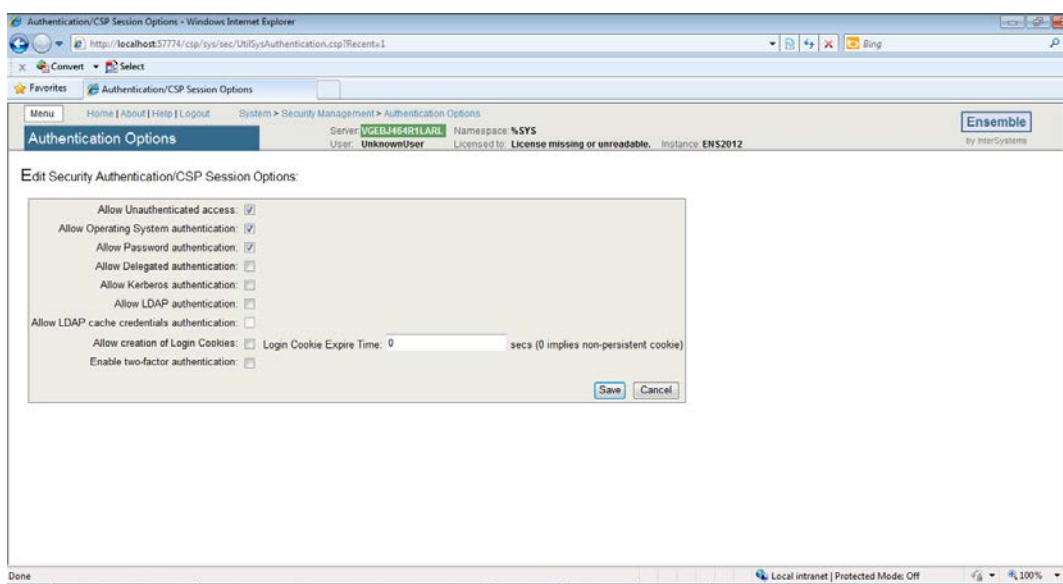 Authentication/CSP Session Options - Windows Internet Explorer
http://localhost:57774/csp/sys/sec/UtilSysAuthentication.csp?Recent=1
Bing
x Convert Select
Favorites Authentication/CSP Session Options
Menu Home | About | Help | Logout System > Security Management > Authentication Options
Ensemble
by InterSystems
Authentication Options
Server: VGEBJ464R1LARL Namespace: %SYS
User: UnknownUser Licensed to: License missing or unreadable. Instance: ENS2012
Edit Security Authentication/CSP Session Options:
Allow Unauthenticated access:
Allow Operating System authentication:
Allow Password authentication:
Allow Delegated authentication:
Allow Kerberos authentication:
Allow LDAP authentication:
Allow LDAP cache credentials authentication:
Allow creation of Login Cookies: Login Cookie Expire Time: 0 secs (0 implies non-persistent cookie)
Enable two-factor authentication:
Save Cancel
Done Local intranet | Protected Mode: Off 100%